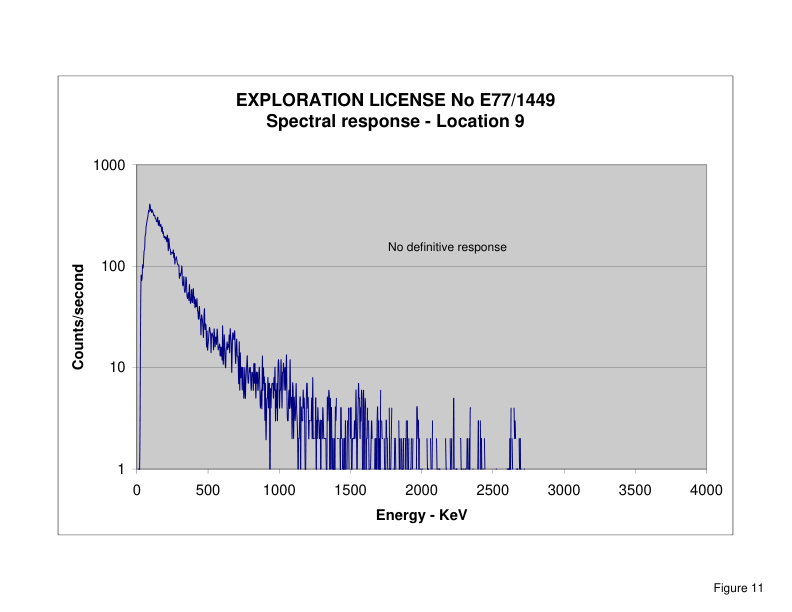 EXPLORATION LICENSE No E77/1449
Spectral response - Location 9
1000
No definitive response
100
Counts/second
10
1
0 500 1000 1500 2000 2500 3000 3500 4000
Energy - KeV
Figure 11